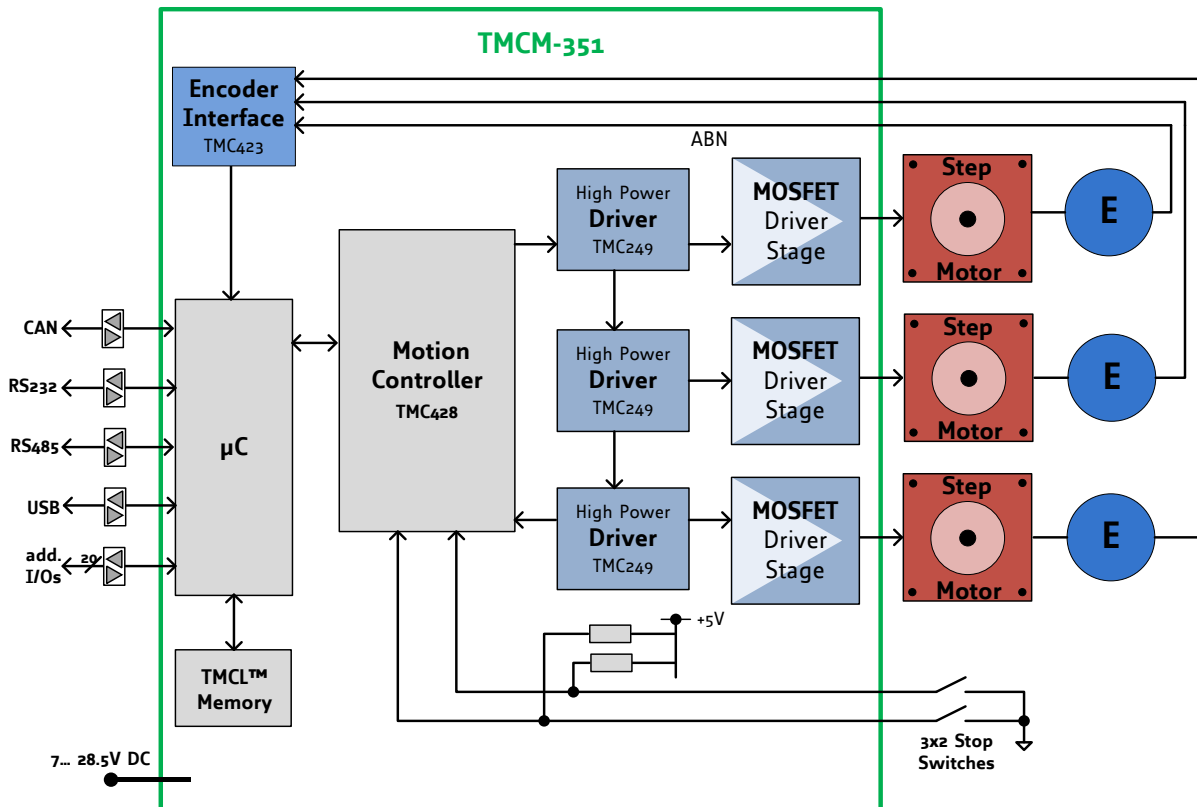 TMCM-351
Encoder
Interface
TMC423
ABN
High Power
Driver
TMC249
MOSFET
Driver
Stage
Step
Motor
E
High Power
Driver
TMC249
MOSFET
Driver
Stage
Step
Motor
E
High Power
Driver
TMC249
MOSFET
Driver
Stage
Step
Motor
E
Motion
Controller
TMC428
µC
CAN
RS232
RS485
USB
add.
I/Os
20
TMCL™
Memory
+5V
3x2 Stop
Switches
7... 28.5V DC